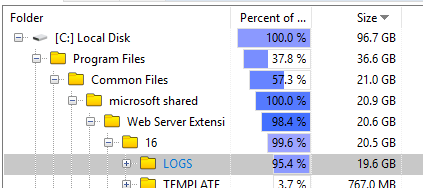 Folder Percent of ... Size
[C:] Local Disk 100.0 % 96.7 GB
Program Files 37.8 % 36.6 GB
Common Files 57.3 % 21.0 GB
microsoft shared 100.0 % 20.9 GB
Web Server Extensi 98.4 % 20.6 GB
16 99.6 % 20.5 GB
LOGS 95.4 % 19.6 GB
TEMPLATE 3.7 % 767.0 MB